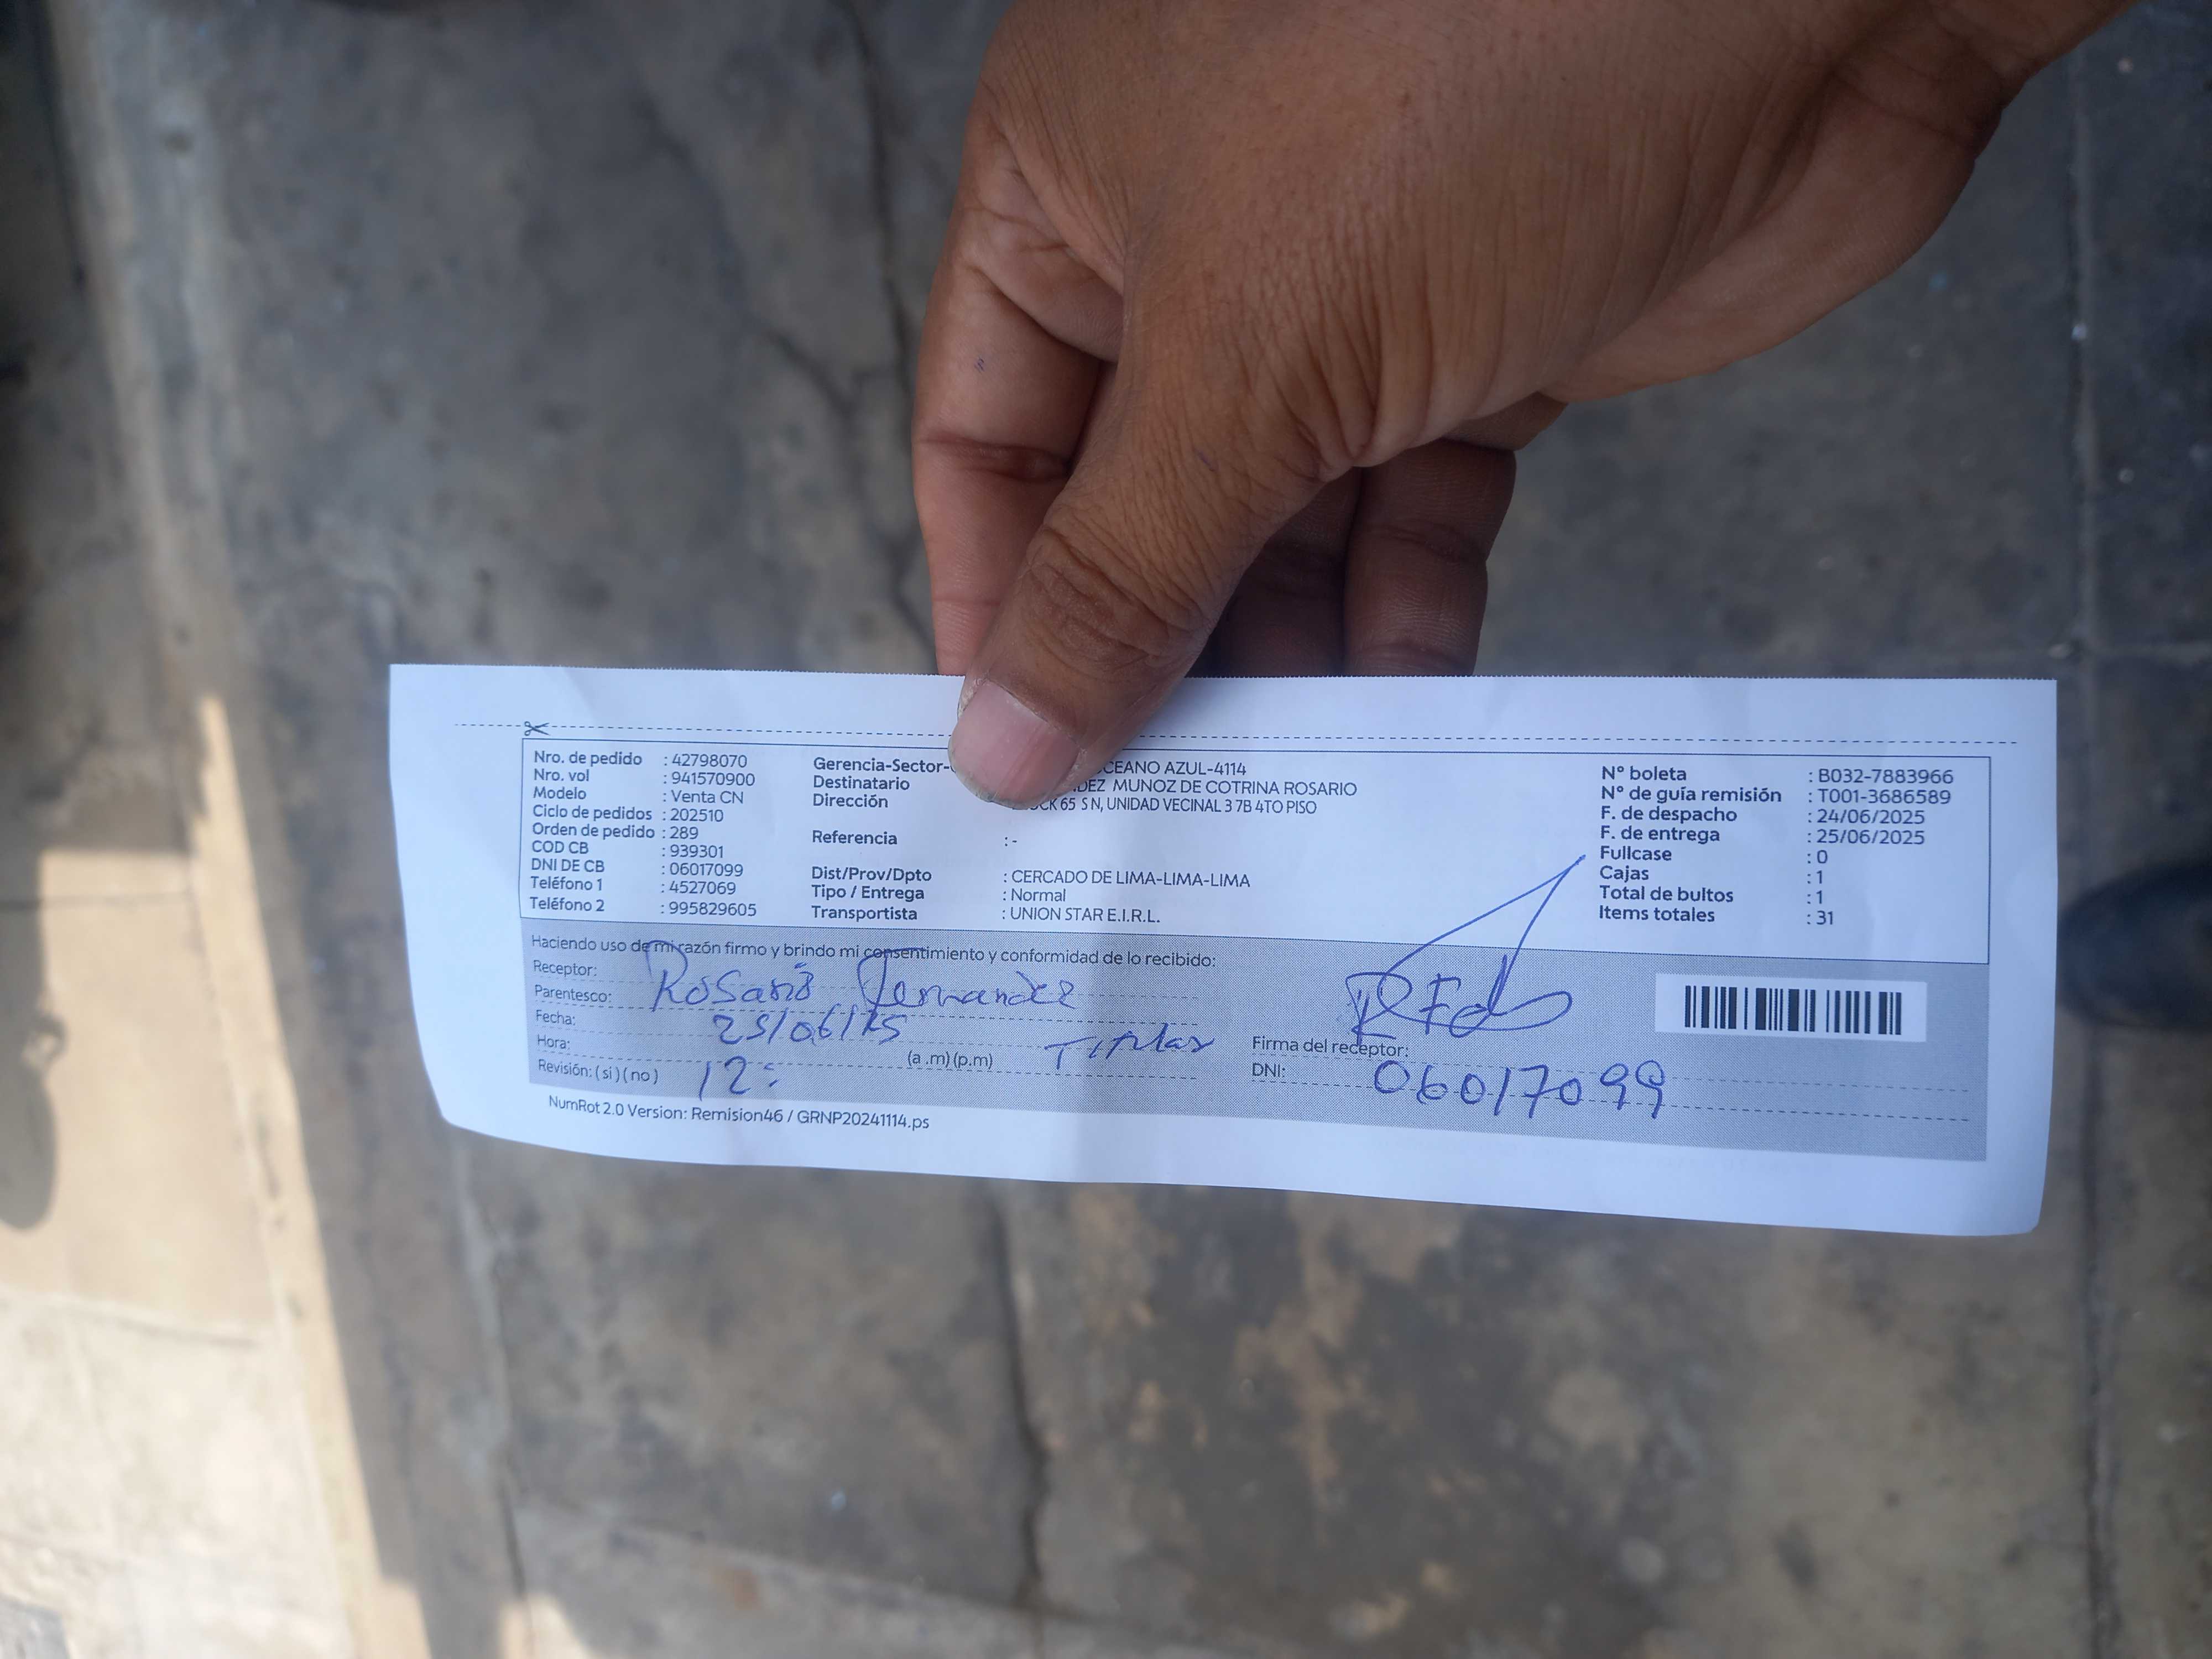 Nro. de pedido : 42798070
Nro. vol : 941570900
Modelo : Venta CN
Ciclo de pedidos : 202510
Orden de pedido : 289
COD CB : 939301
DNI DE CB : 06017099
Teléfono 1 : 4527069
Teléfono 2 : 995829605
Gerencia-Sector- OCEANO AZUL-4114
Destinatario MUNOZ DE COTRINA ROSARIO
Dirección 65 S N, UNIDAD VECINAL 3 7B 4TO PISO
Referencia : -
Dist/Prov/Dpto : CERCADO DE LIMA-LIMA-LIMA
Tipo / Entrega : Normal
Transportista : UNION STAR E.I.R.L.
N° boleta : B032-7883966
N° de guía remisión : T001-3686589
F. de despacho : 24/06/2025
F. de entrega : 25/06/2025
Fullcase : 0
Cajas : 1
Total de bultos : 1
Items totales : 31
Haciendo uso de mi razón firmo y brindo mi consentimiento y conformidad de lo recibido:
Receptor: Rosario Fernandez
Parentesco: Titular
Fecha: 25/06/25
Hora: 12: (a .m) (p.m)
Revisión: ( si ) ( no )
Firma del receptor:
DNI: 06017099
NumRot 2.0 Version: Remision46 / GRNP20241114.ps